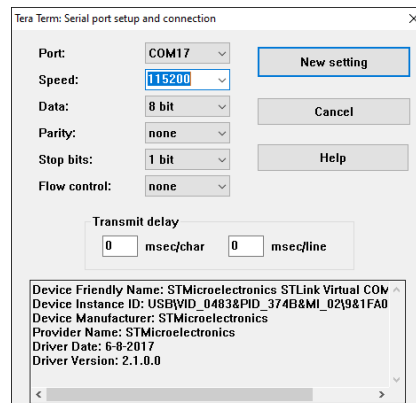 Tera Term: Serial port setup and connection
Port: COM17 New setting
Speed: 115200
Data: 8 bit Cancel
Parity: none
Stop bits: 1 bit Help
Flow control: none
Transmit delay
0 msec/char 0 msec/line
Device Friendly Name: STMicroelectronics STLink Virtual COM
Device Instance ID: USB\VID_0483&PID_374B&MI_02\9&1FA0
Device Manufacturer: STMicroelectronics
Provider Name: STMicroelectronics
Driver Date: 6-8-2017
Driver Version: 2.1.0.0